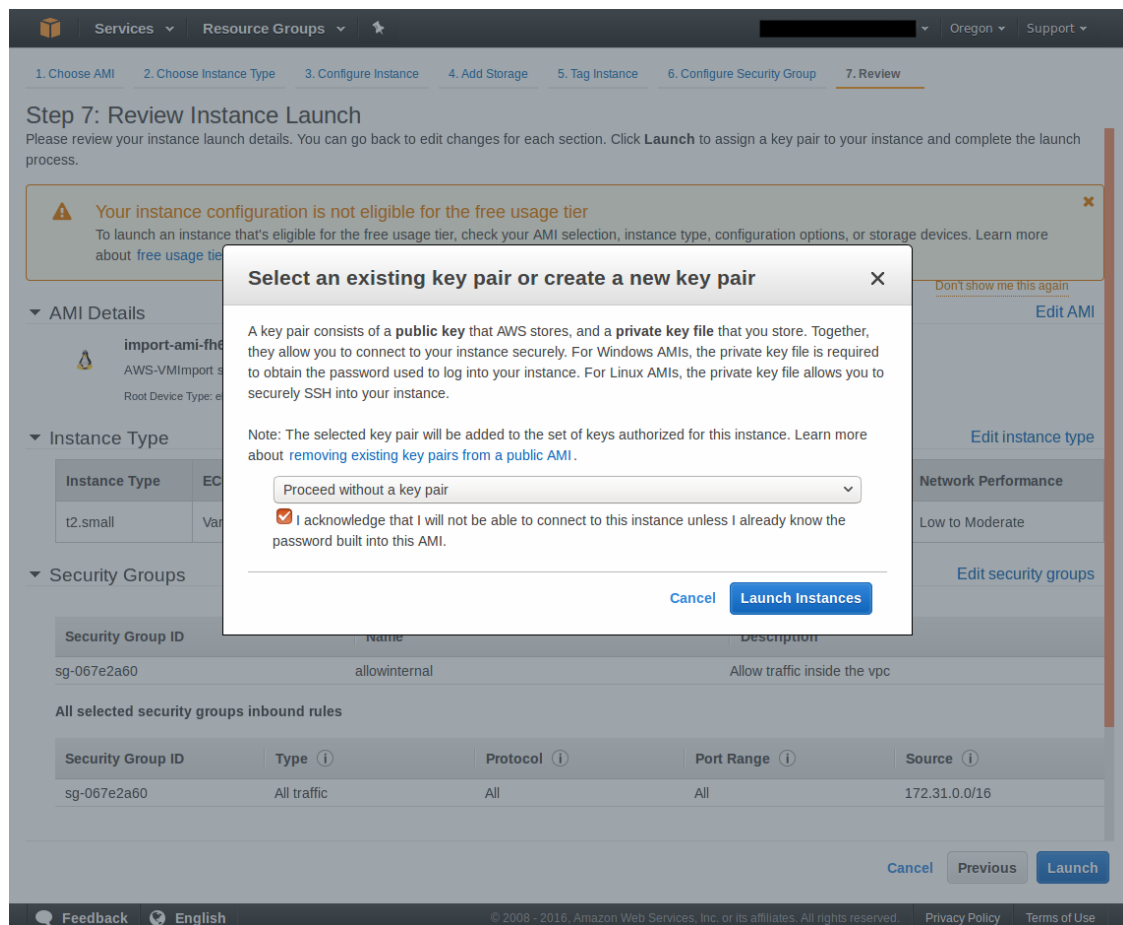 Services Resource Groups Oregon Support
1. Choose AMI 2. Choose Instance Type 3. Configure Instance 4. Add Storage 5. Tag Instance 6. Configure Security Group 7. Review
Step 7: Review Instance Launch
Please review your instance launch details. You can go back to edit changes for each section. Click Launch to assign a key pair to your instance and complete the launch
process.
Your instance configuration is not eligible for the free usage tier
To launch an instance that's eligible for the free usage tier, check your AMI selection, instance type, configuration options, or storage devices. Learn more
about free usage tie
Don't show me this again
Select an existing key pair or create a new key pair
A key pair consists of a public key that AWS stores, and a private key file that you store. Together,
they allow you to connect to your instance securely. For Windows AMIs, the private key file is required
to obtain the password used to log into your instance. For Linux AMIs, the private key file allows you to
securely SSH into your instance.
Note: The selected key pair will be added to the set of keys authorized for this instance. Learn more
about removing existing key pairs from a public AMI.
Proceed without a key pair
I acknowledge that I will not be able to connect to this instance unless I already know the
password built into this AMI.
Cancel Launch Instances
AMI Details Edit AMI
import-ami-fh6
AWS-VMImport s
Root Device Type: e
Instance Type Edit instance type
Instance Type EC Network Performance
t2.small Var Low to Moderate
Security Groups Edit security groups
Security Group ID Name Description
sg-067e2a60 allowinternal Allow traffic inside the vpc
All selected security groups inbound rules
Security Group ID Type Protocol Port Range Source
sg-067e2a60 All traffic All All 172.31.0.0/16
Cancel Previous Launch
Feedback English © 2008 - 2016, Amazon Web Services, Inc. or its affiliates. All rights reserved. Privacy Policy Terms of Use